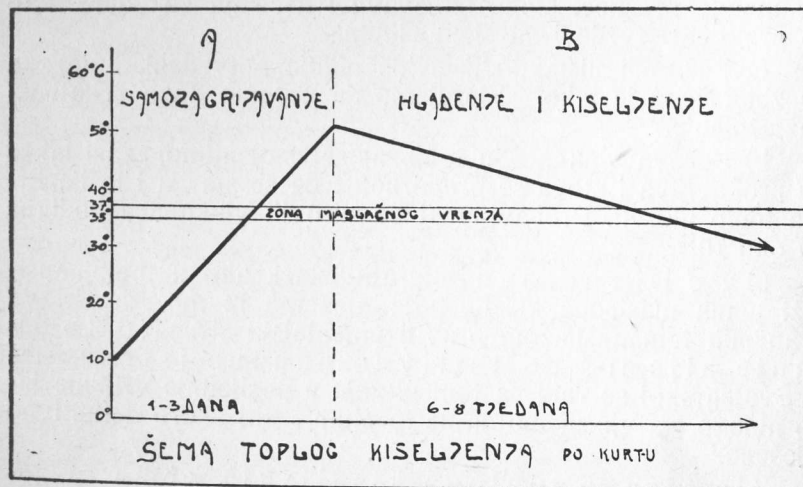 A B
60°C
SAMOZAGRIJAVANJE HLAĐENJE I KISELJENJE
50°
40°
37°
35°
ZONA MASLAČNOG VRENJA
30°
20°
10°
0°
1-3 DANA 6-8 TJEDANA
ŠEMA TOPLOG KISELJENJA PO KURT-U